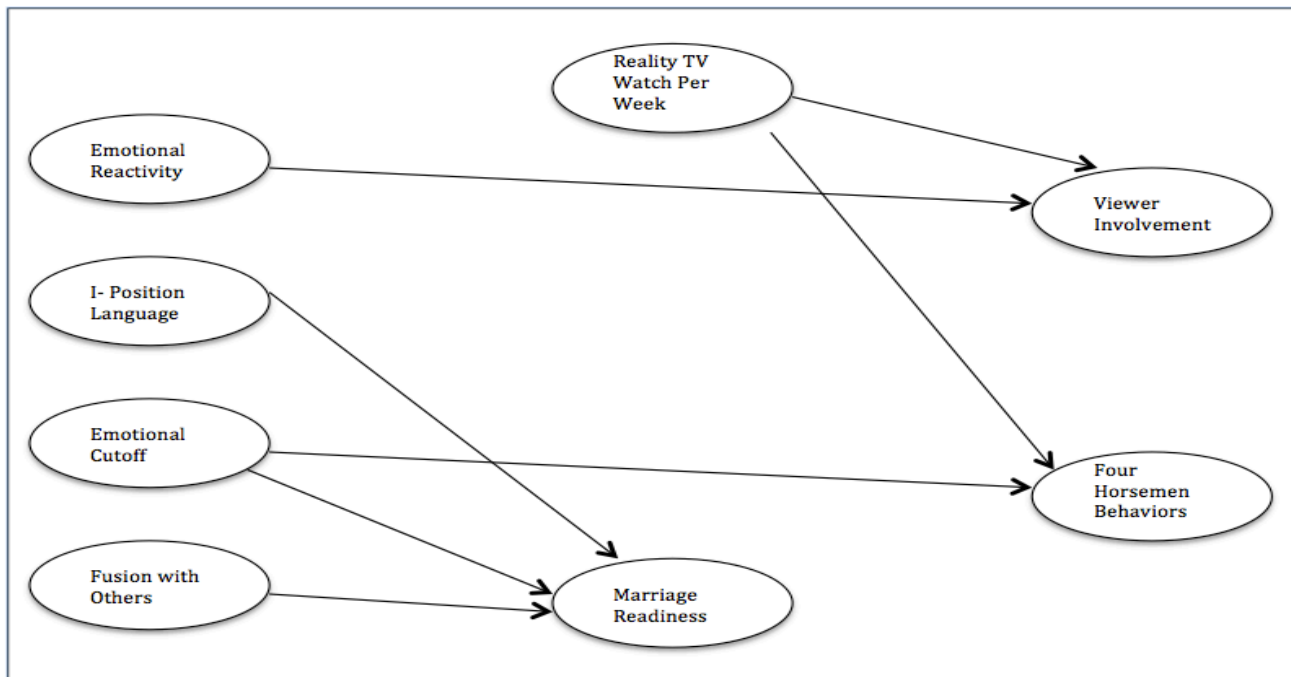 Reality TV
Watch Per
Week
Emotional
Reactivity
Viewer
Involvement
I- Position
Language
Emotional
Cutoff
Four
Horsemen
Behaviors
Fusion with
Others
Marriage
Readiness